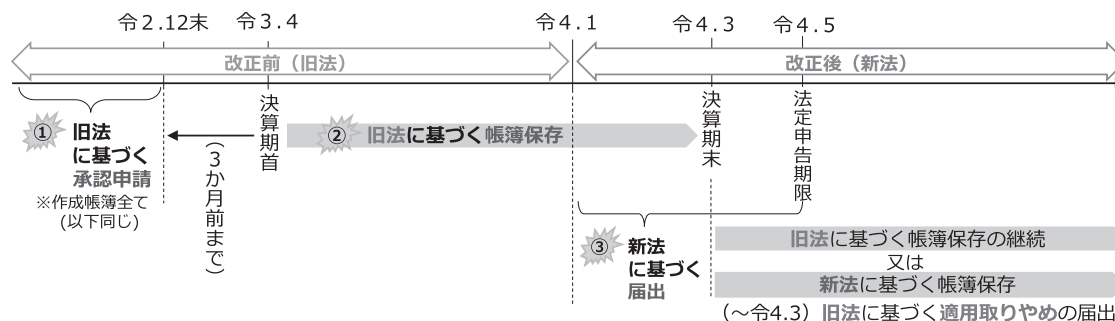 令2.12末
令3.4
令4.1
令4.3
令4.5
改正前（旧法）
改正後（新法）
①
旧法
に基づく
承認申請
※作成帳簿全て
(以下同じ)
（3か月前まで）
決算期首
②
旧法に基づく帳簿保存
決算期末
法定申告期限
③
新法
に基づく
届出
旧法に基づく帳簿保存の継続
又は
新法に基づく帳簿保存
（～令4.3）旧法に基づく適用取りやめの届出